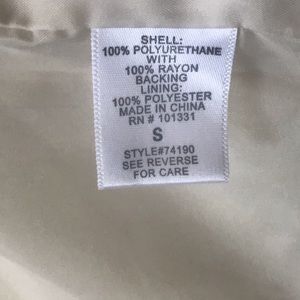 SHELL:
100% POLYURETHANE
WITH
100% RAYON
BACKING
LINING:
100% POLYESTER
MADE IN CHINA
RN # 101331
S
STYLE#74190
SEE REVERSE
FOR CARE